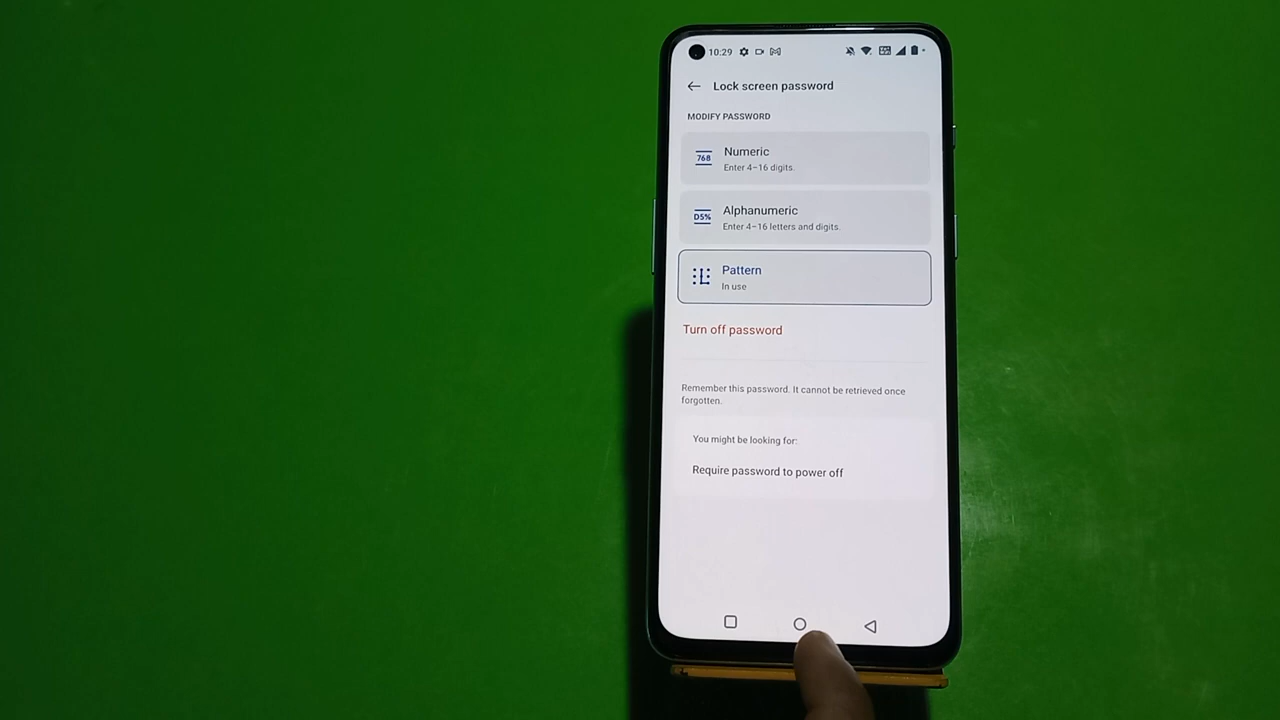 10:29
Lock screen password
MODIFY PASSWORD
768
Numeric
Enter 4–16 digits.
D5%
Alphanumeric
Enter 4–16 letters and digits.
Pattern
In use
Turn off password
Remember this password. It cannot be retrieved once
forgotten.
You might be looking for:
Require password to power off